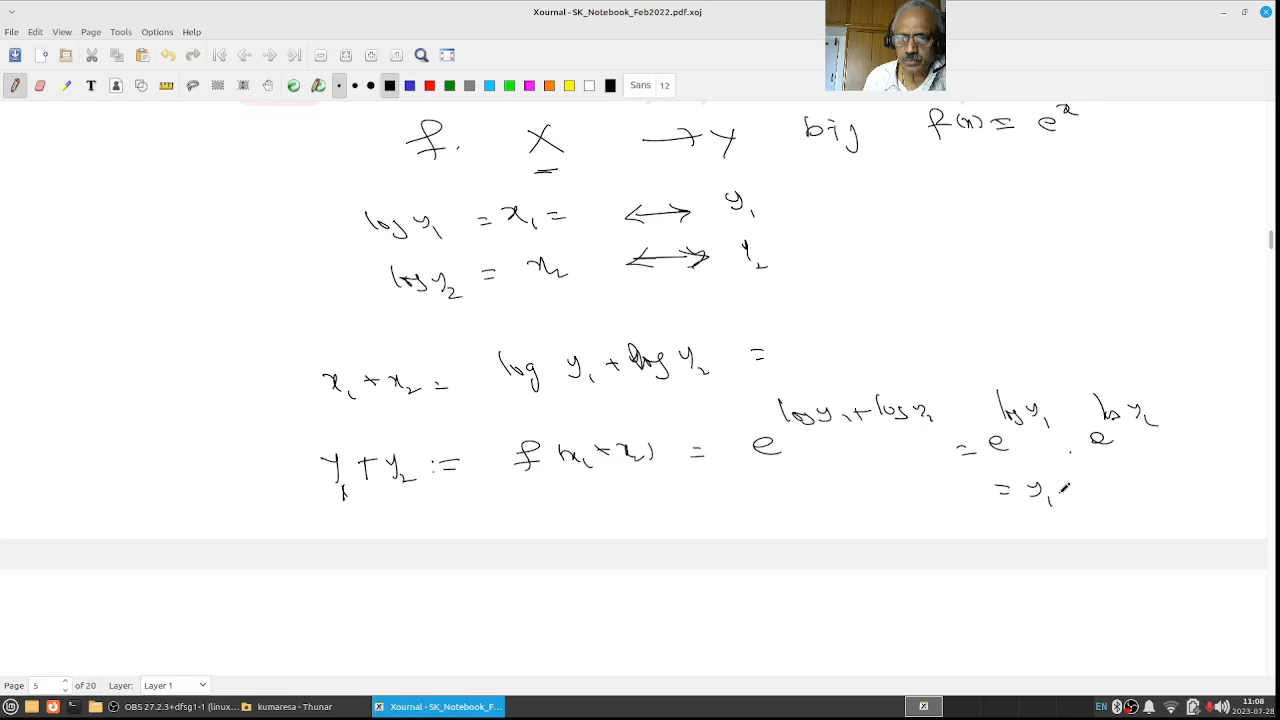 Xournal - SK_Notebook_Feb2022.pdf.xoj
File Edit View Page Tools Options Help
Sans 12
f. X → Y bij f(x) = e^x
log y₁ = x₁ = ↔ y₁
log y₂ = x₂ ↔ y₂
x₁ + x₂ = log y₁ + log y₂ =
y₁ + y₂ := f(x₁ + x₂) = e^(log y₁ + log y₂) = e^(log y₁) . e^(log y₂)
= y₁
Page 5 of 20 Layer: Layer 1
OBS 27.2.3+dfsg1-1 (linux... kumaresa - Thunar Xournal - SK_Notebook_F... EN 11:08
2023-07-28